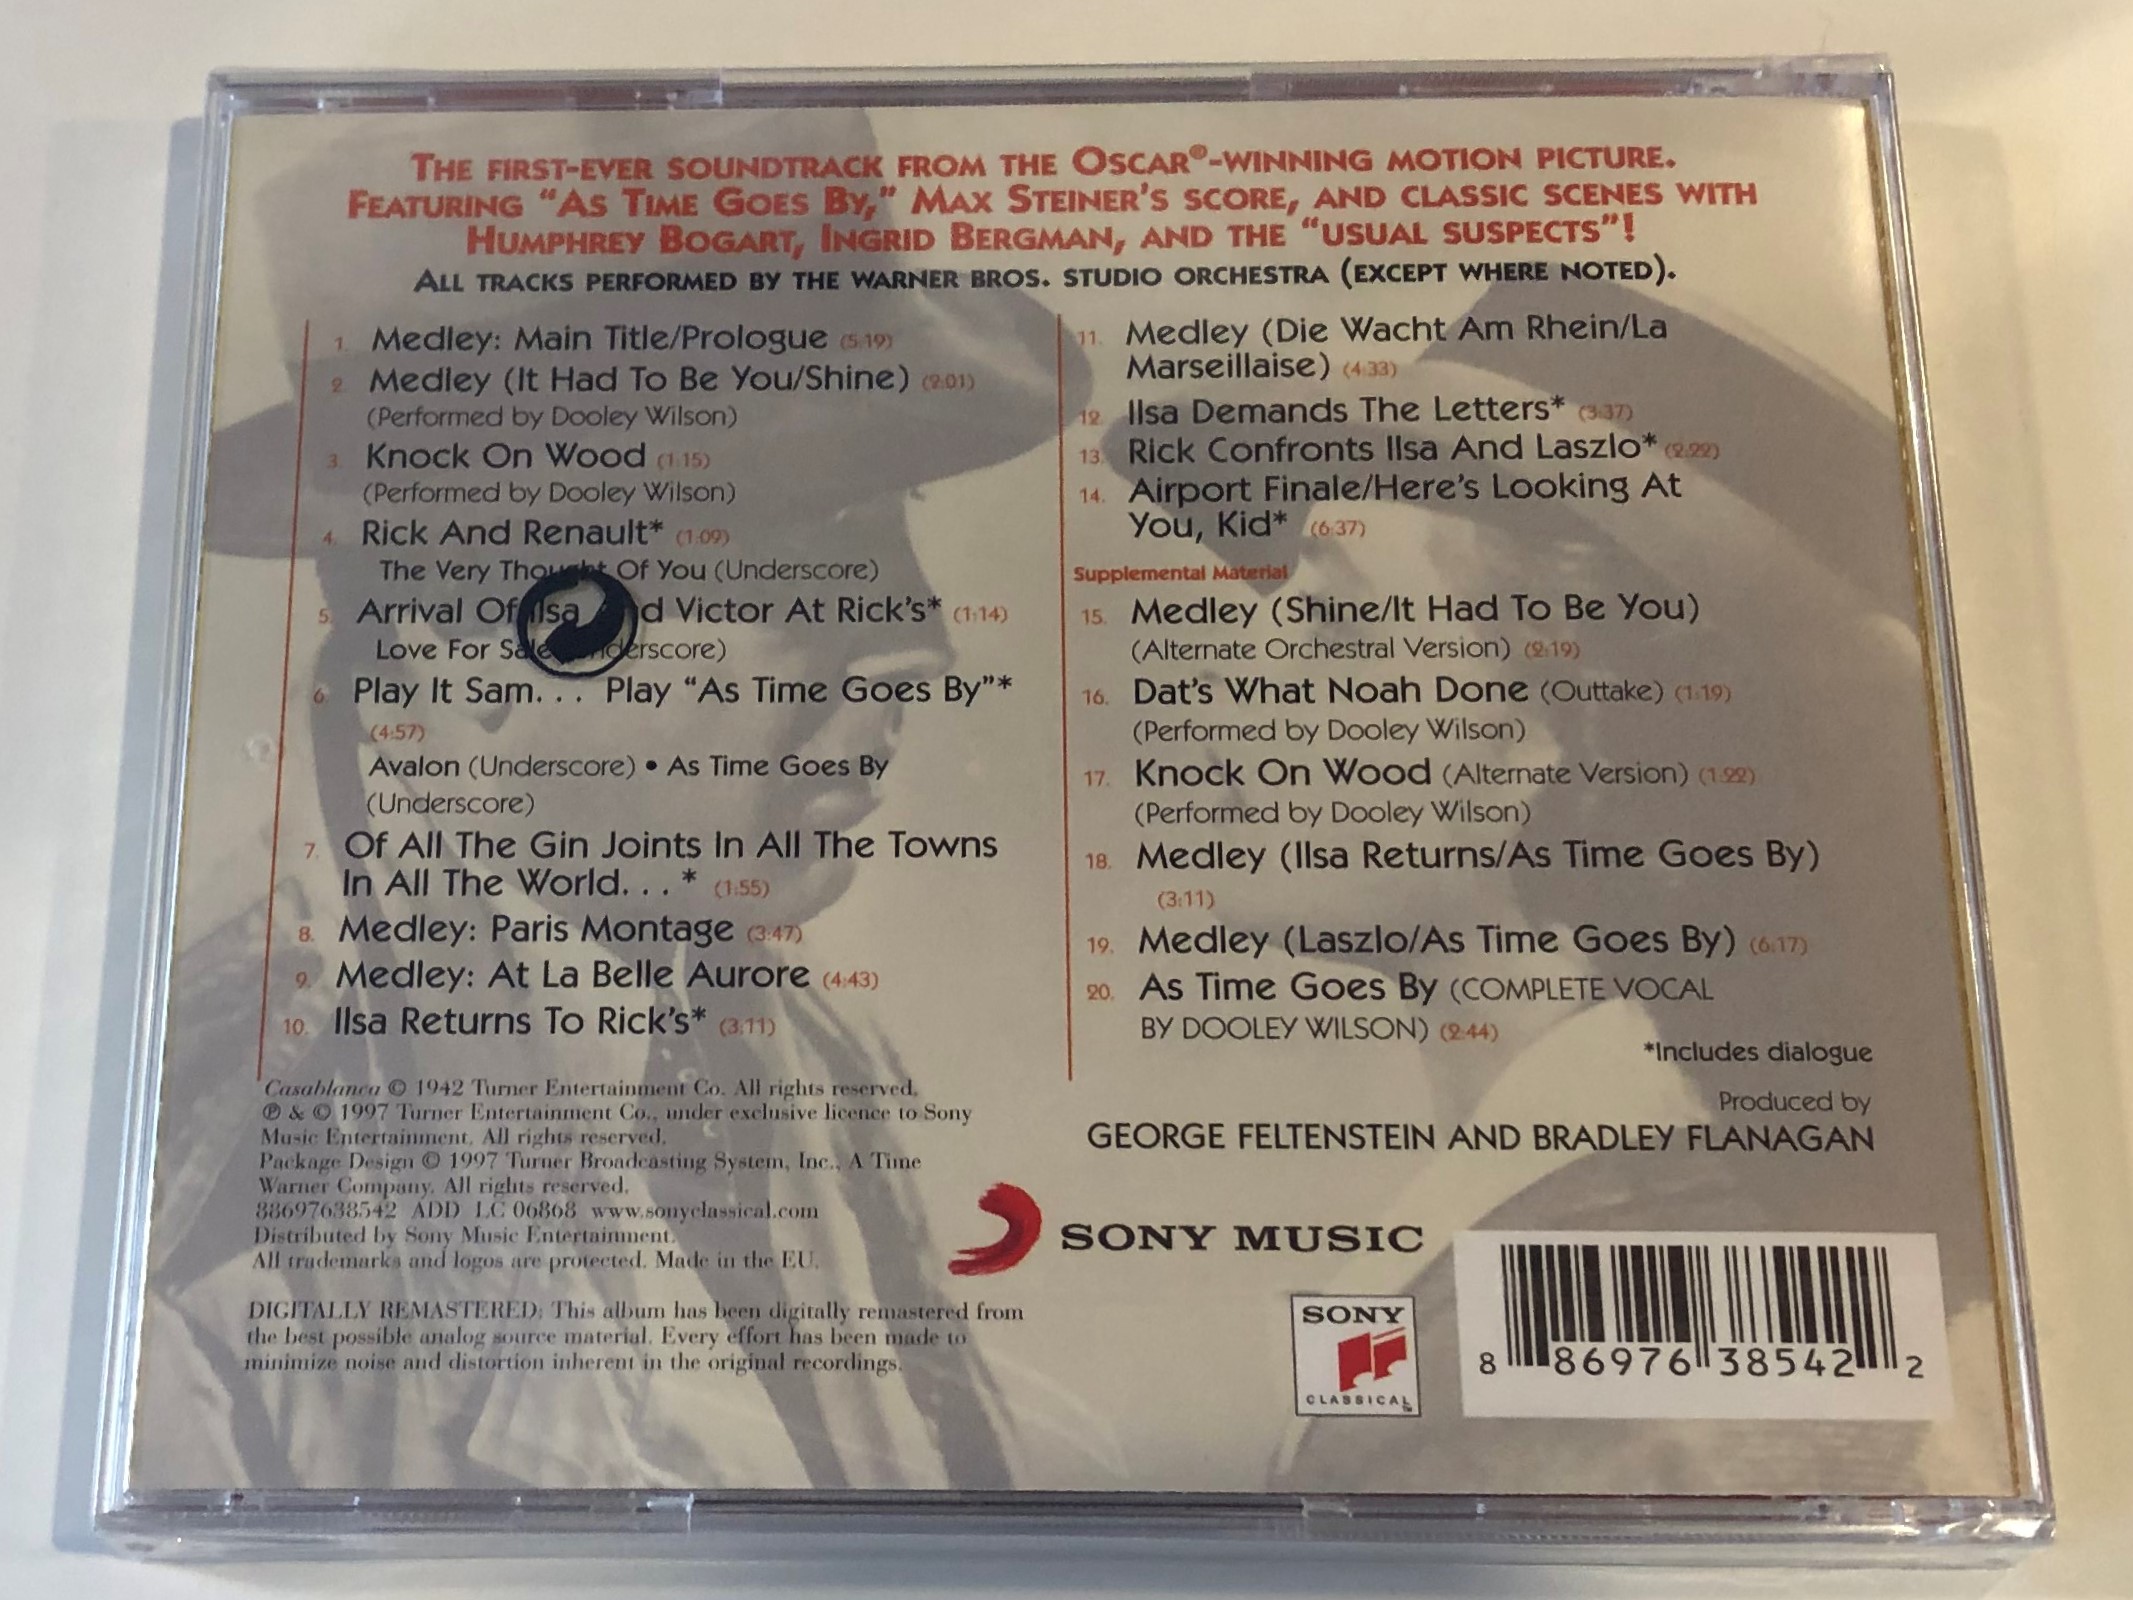 THE FIRST-EVER SOUNDTRACK FROM THE OSCAR®-WINNING MOTION PICTURE.
FEATURING “AS TIME GOES BY,” MAX STEINER'S SCORE, AND CLASSIC SCENES WITH
HUMPHREY BOGART, INGRID BERGMAN, AND THE “USUAL SUSPECTS”!
ALL TRACKS PERFORMED BY THE WARNER BROS. STUDIO ORCHESTRA (EXCEPT WHERE NOTED).
1. Medley: Main Title/Prologue (5:19)
2. Medley (It Had To Be You/Shine) (2:01)
(Performed by Dooley Wilson)
3. Knock On Wood (1:15)
(Performed by Dooley Wilson)
4. Rick And Renault* (1:09)
The Very Thought Of You (Underscore)
5. Arrival Of Ilsa And Victor At Rick's* (1:14)
Love For Sale (Underscore)
6. Play It Sam... Play “As Time Goes By”*
(4:57)
Avalon (Underscore) • As Time Goes By
(Underscore)
7. Of All The Gin Joints In All The Towns
In All The World...* (1:55)
8. Medley: Paris Montage (3:47)
9. Medley: At La Belle Aurore (4:43)
10. Ilsa Returns To Rick's* (3:11)
11. Medley (Die Wacht Am Rhein/La
Marseillaise) (4:33)
12. Ilsa Demands The Letters* (3:37)
13. Rick Confronts Ilsa And Laszlo* (2:22)
14. Airport Finale/Here's Looking At
You, Kid* (6:37)
Supplemental Material
15. Medley (Shine/It Had To Be You)
(Alternate Orchestral Version) (2:19)
16. Dat's What Noah Done (Outtake) (1:19)
(Performed by Dooley Wilson)
17. Knock On Wood (Alternate Version) (1:22)
(Performed by Dooley Wilson)
18. Medley (Ilsa Returns/As Time Goes By)
(3:11)
19. Medley (Laszlo/As Time Goes By) (6:17)
20. As Time Goes By (COMPLETE VOCAL
BY DOOLEY WILSON) (2:44)
*Includes dialogue
Produced by
GEORGE FELTENSTEIN AND BRADLEY FLANAGAN
Casablanca © 1942 Turner Entertainment Co. All rights reserved.
℗ & © 1997 Turner Entertainment Co., under exclusive licence to Sony
Music Entertainment. All rights reserved.
Package Design © 1997 Turner Broadcasting System, Inc., A Time
Warner Company. All rights reserved.
88697638542 ADD LC 06868 www.sonyclassical.com
Distributed by Sony Music Entertainment.
All trademarks and logos are protected. Made in the EU.
DIGITALLY REMASTERED: This album has been digitally remastered from
the best possible analog source material. Every effort has been made to
minimize noise and distortion inherent in the original recordings.
SONY MUSIC
SONY
CLASSICAL™
8 86976 38542 2